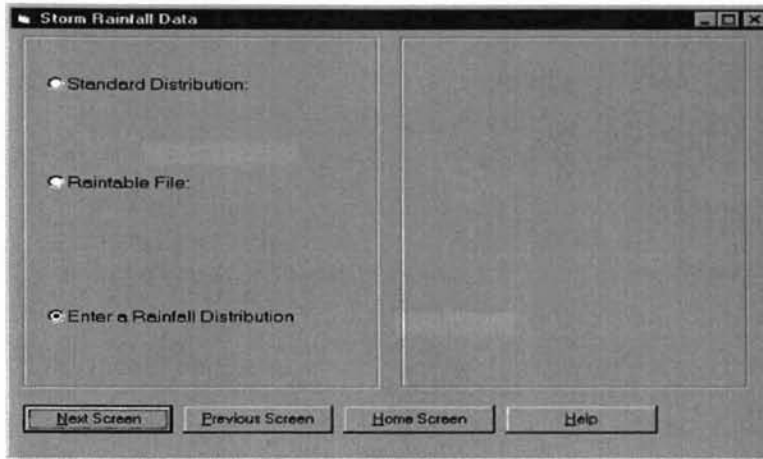 Storm Rainfall Data
Standard Distribution:
Raintable File:
Enter a Rainfall Distribution
Next Screen
Previous Screen
Home Screen
Help